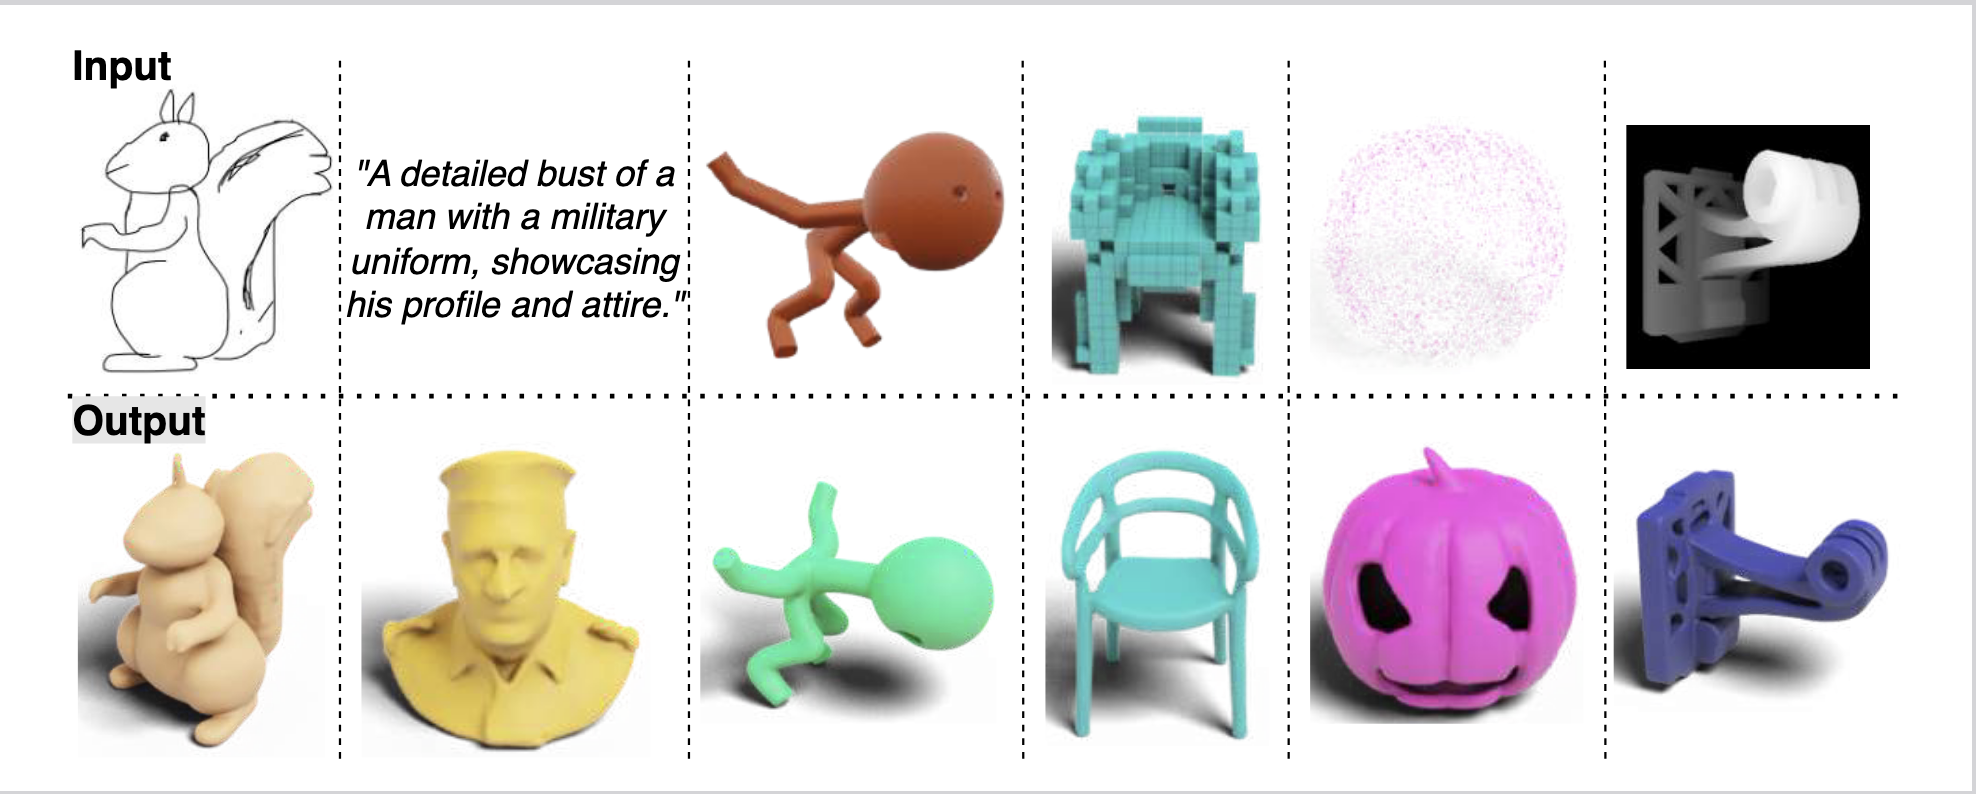 Input
"A detailed bust of a
man with a military
uniform, showcasing
his profile and attire."
Output